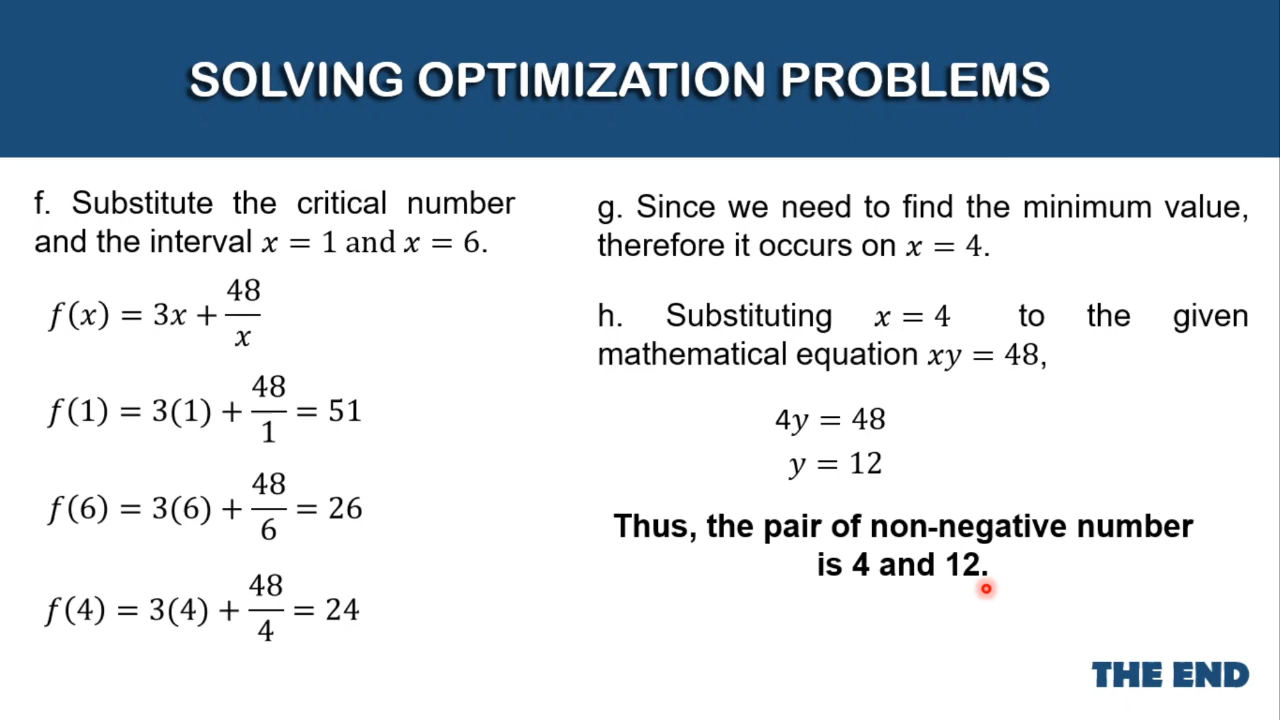 SOLVING OPTIMIZATION PROBLEMS
f. Substitute the critical number
and the interval x = 1 and x = 6.
f(x) = 3x + 48/x
f(1) = 3(1) + 48/1 = 51
f(6) = 3(6) + 48/6 = 26
f(4) = 3(4) + 48/4 = 24
g. Since we need to find the minimum value,
therefore it occurs on x = 4.
h. Substituting x = 4 to the given
mathematical equation xy = 48,
4y = 48
y = 12
Thus, the pair of non-negative number
is 4 and 12.
THE END